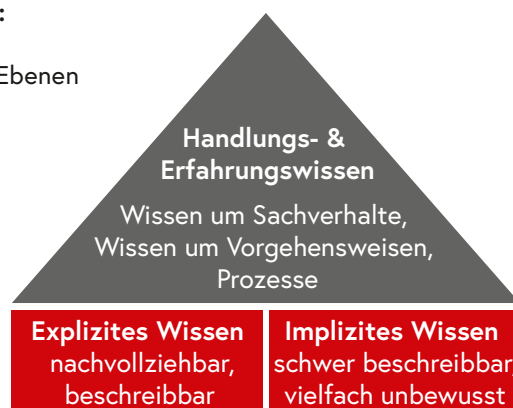 :
Ebenen
Handlungs- &
Erfahrungswissen
Wissen um Sachverhalte,
Wissen um Vorgehensweisen,
Prozesse
Explizites Wissen
nachvollziehbar,
beschreibbar
Implizites Wissen
schwer beschreibbar,
vielfach unbewusst